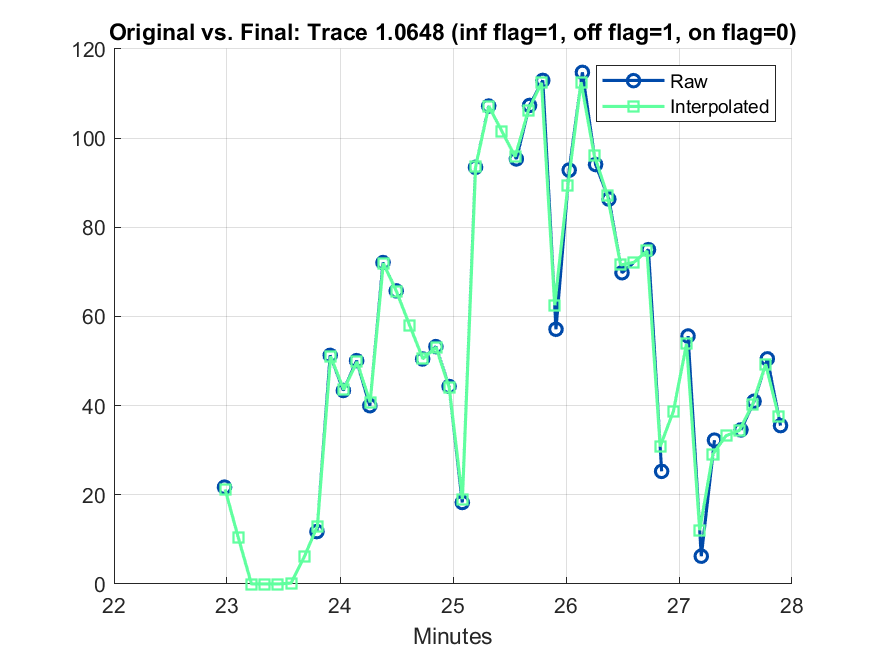 Original vs. Final: Trace 1.0648 (inf flag=1, off flag=1, on flag=0)
120
100
80
60
40
20
0
Raw
Interpolated
22 23 24 25 26 27 28
Minutes